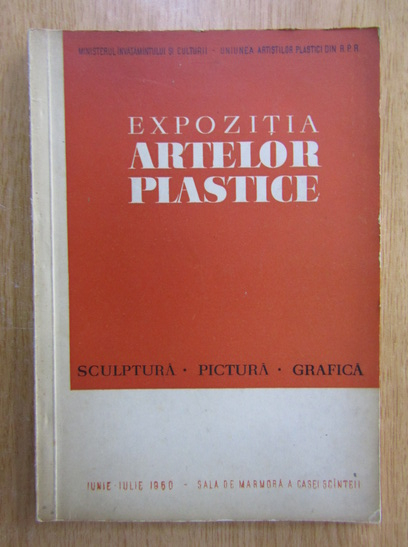 MINISTERUL INVĂȚĂMÎNTULUI ȘI CULTURII - UNIUNEA ARTIȘTILOR PLASTICI DIN R.P.R.
EXPOZIȚIA
ARTELOR
PLASTICE
SCULPTURĂ · PICTURĂ · GRAFICĂ
IUNIE-IULIE 1960 - SALA DE MARMORĂ A CASEI SCÎNTEII